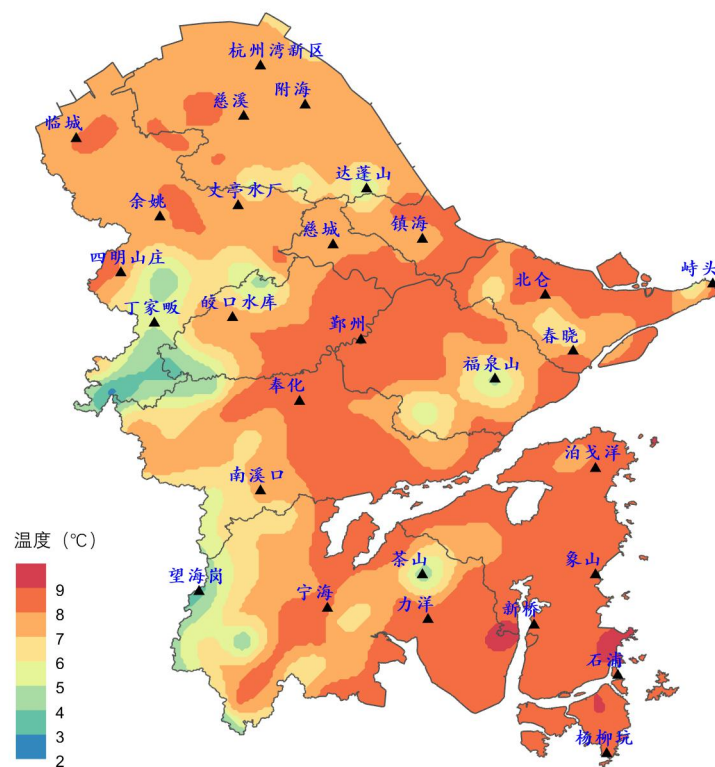 杭州湾新区
附海
慈溪
临城
达蓬山
丈亭水厂
余姚
慈城
镇海
四明山庄
北仑
峙头
丁家畈
皎口水库
鄞州
春晓
福泉山
奉化
泊戈洋
南溪口
温度（℃）
茶山
象山
望海岗
宁海
力洋
新桥
石浦
杨柳坑
9
8
7
6
5
4
3
2